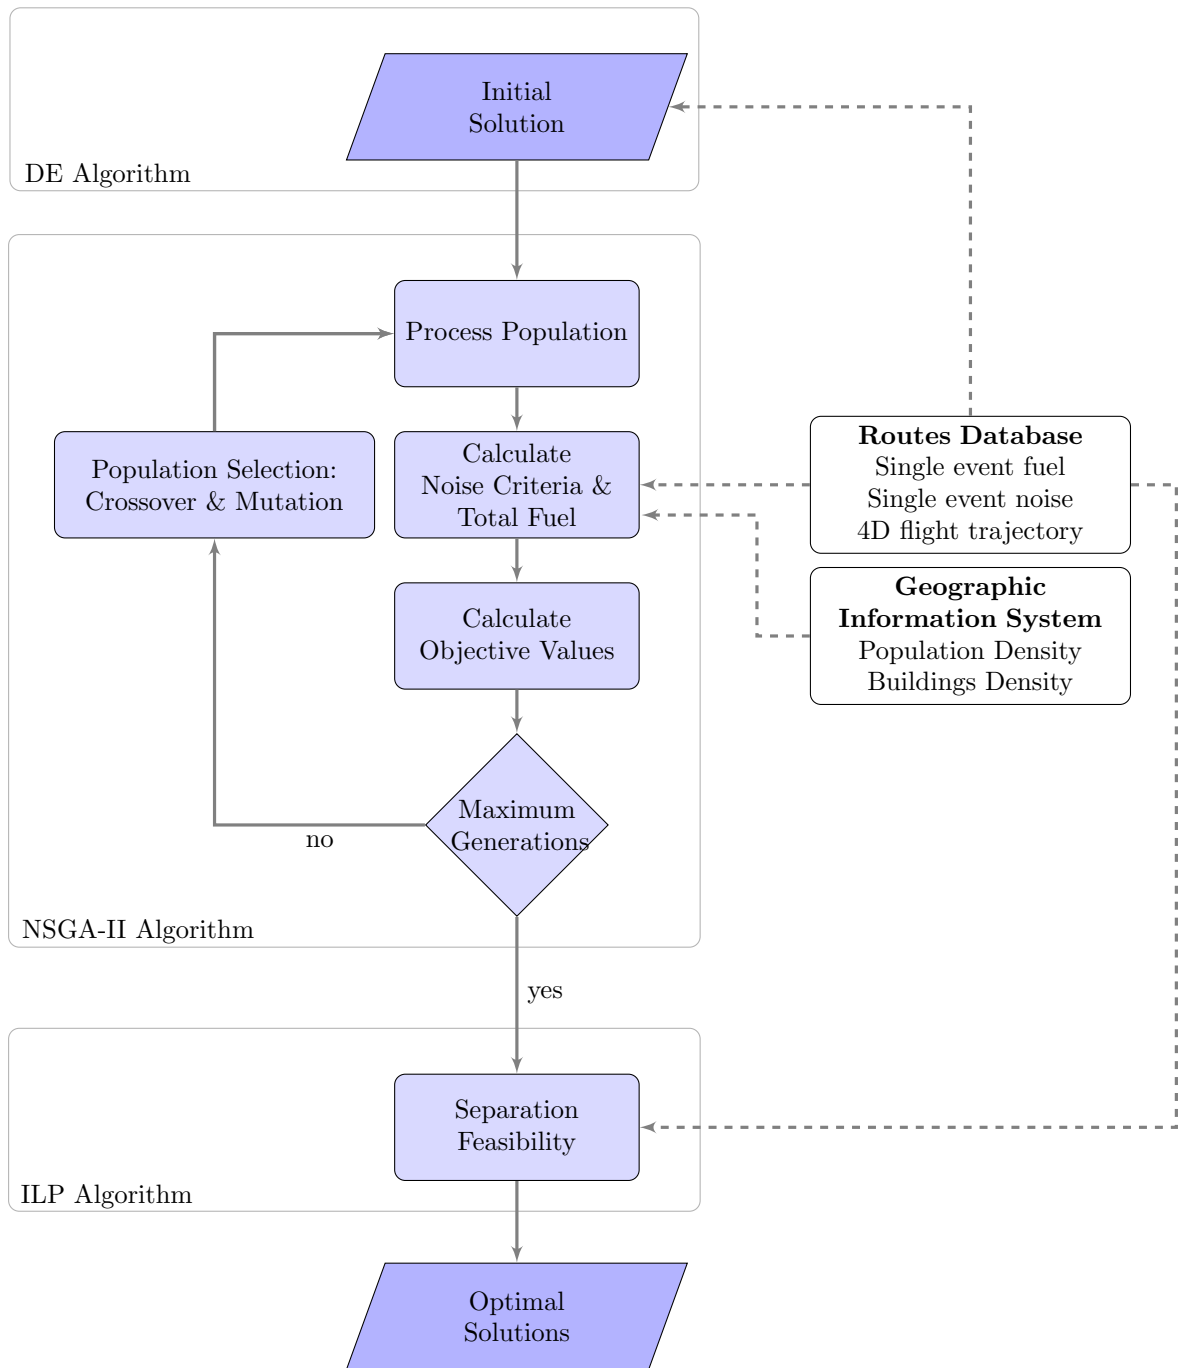 Initial
Solution
DE Algorithm
Process Population
Population Selection:
Crossover & Mutation
Calculate
Noise Criteria &
Total Fuel
Routes Database
Single event fuel
Single event noise
4D flight trajectory
Geographic
Information System
Population Density
Buildings Density
Calculate
Objective Values
Maximum
Generations
no
NSGA-II Algorithm
yes
Separation
Feasibility
ILP Algorithm
Optimal
Solutions